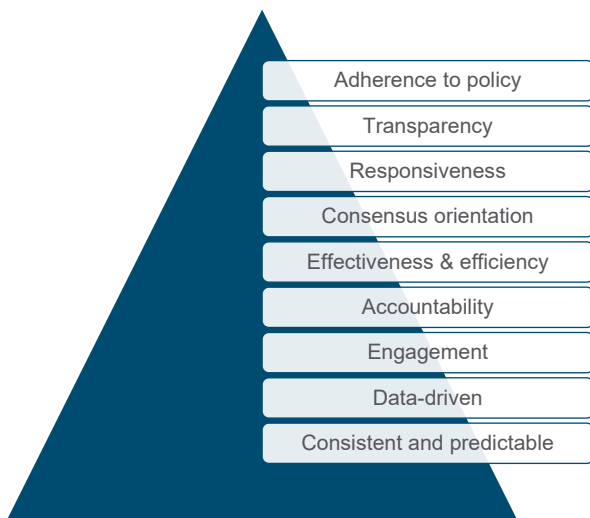 Adherence to policy
Transparency
Responsiveness
Consensus orientation
Effectiveness & efficiency
Accountability
Engagement
Data-driven
Consistent and predictable